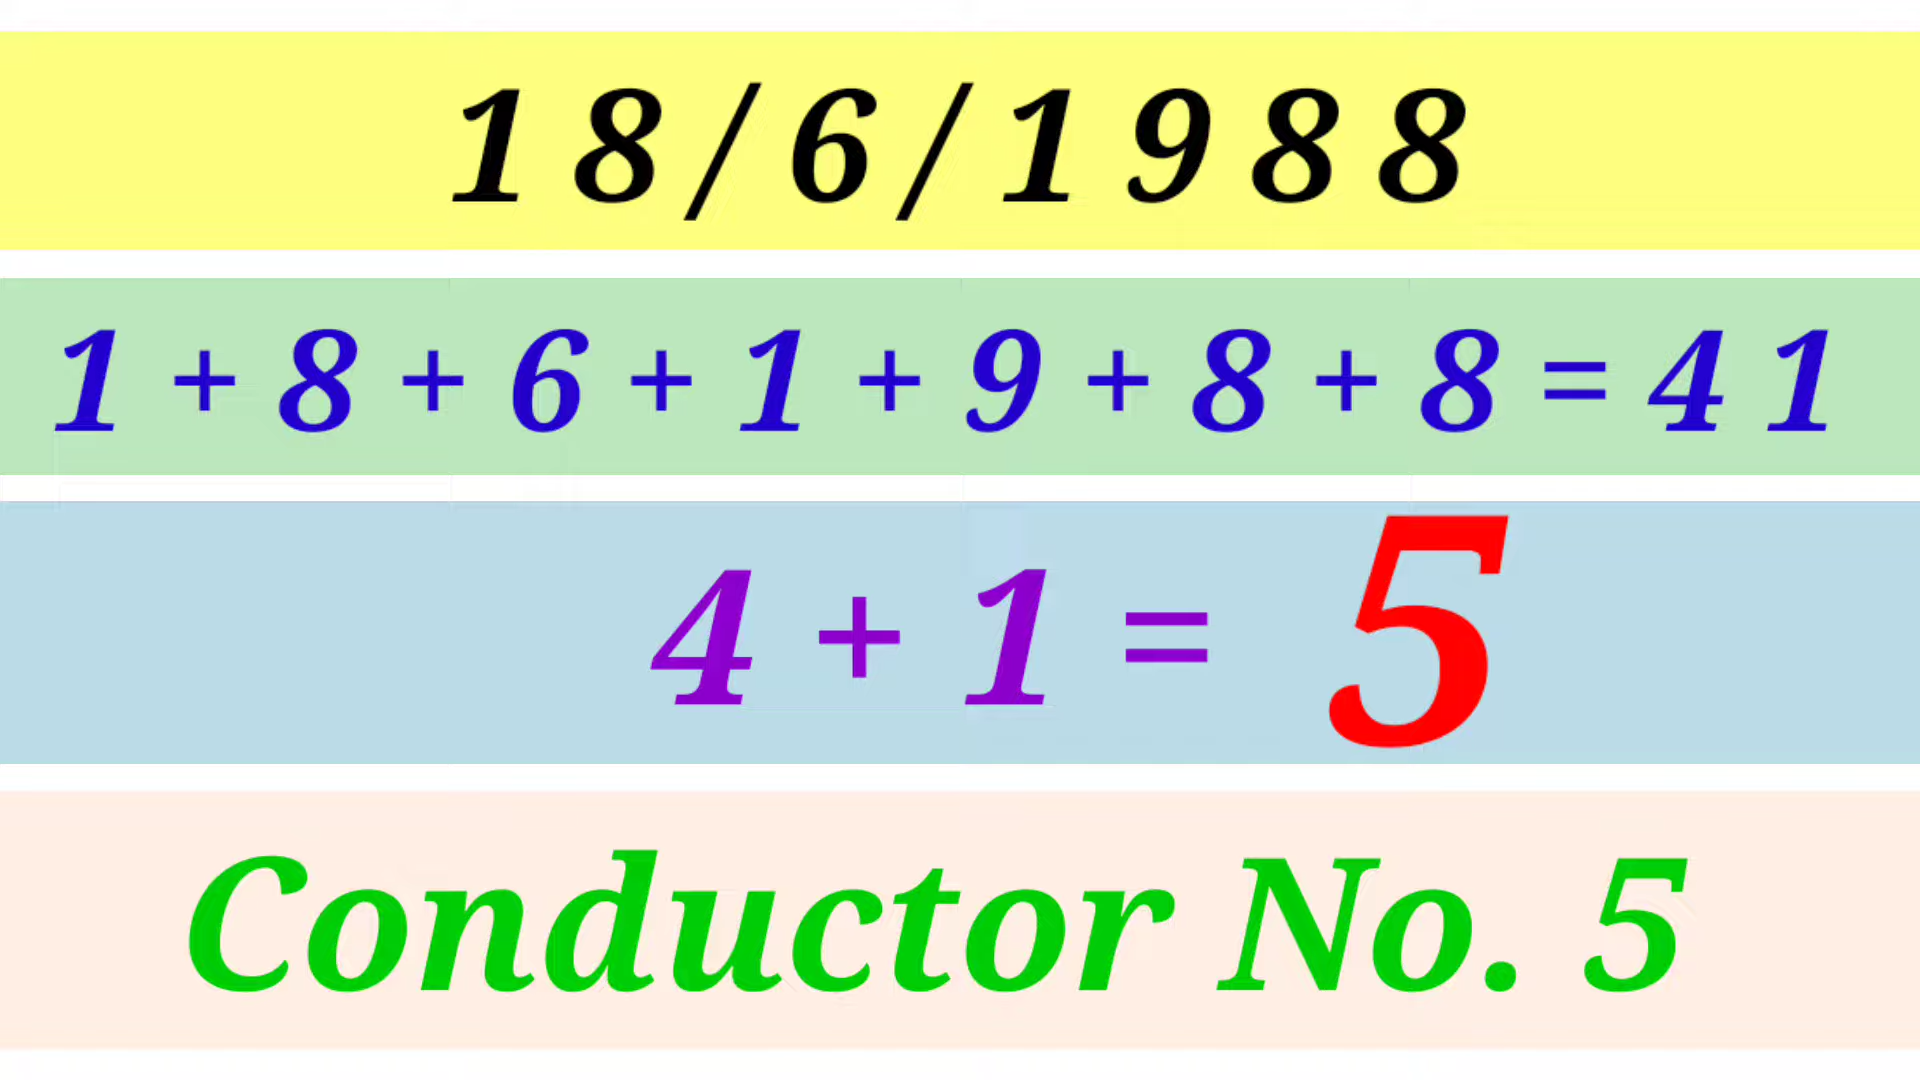 18/6/1988
1 + 8 + 6 + 1 + 9 + 8 + 8 = 41
4 + 1 = 5
Conductor No. 5